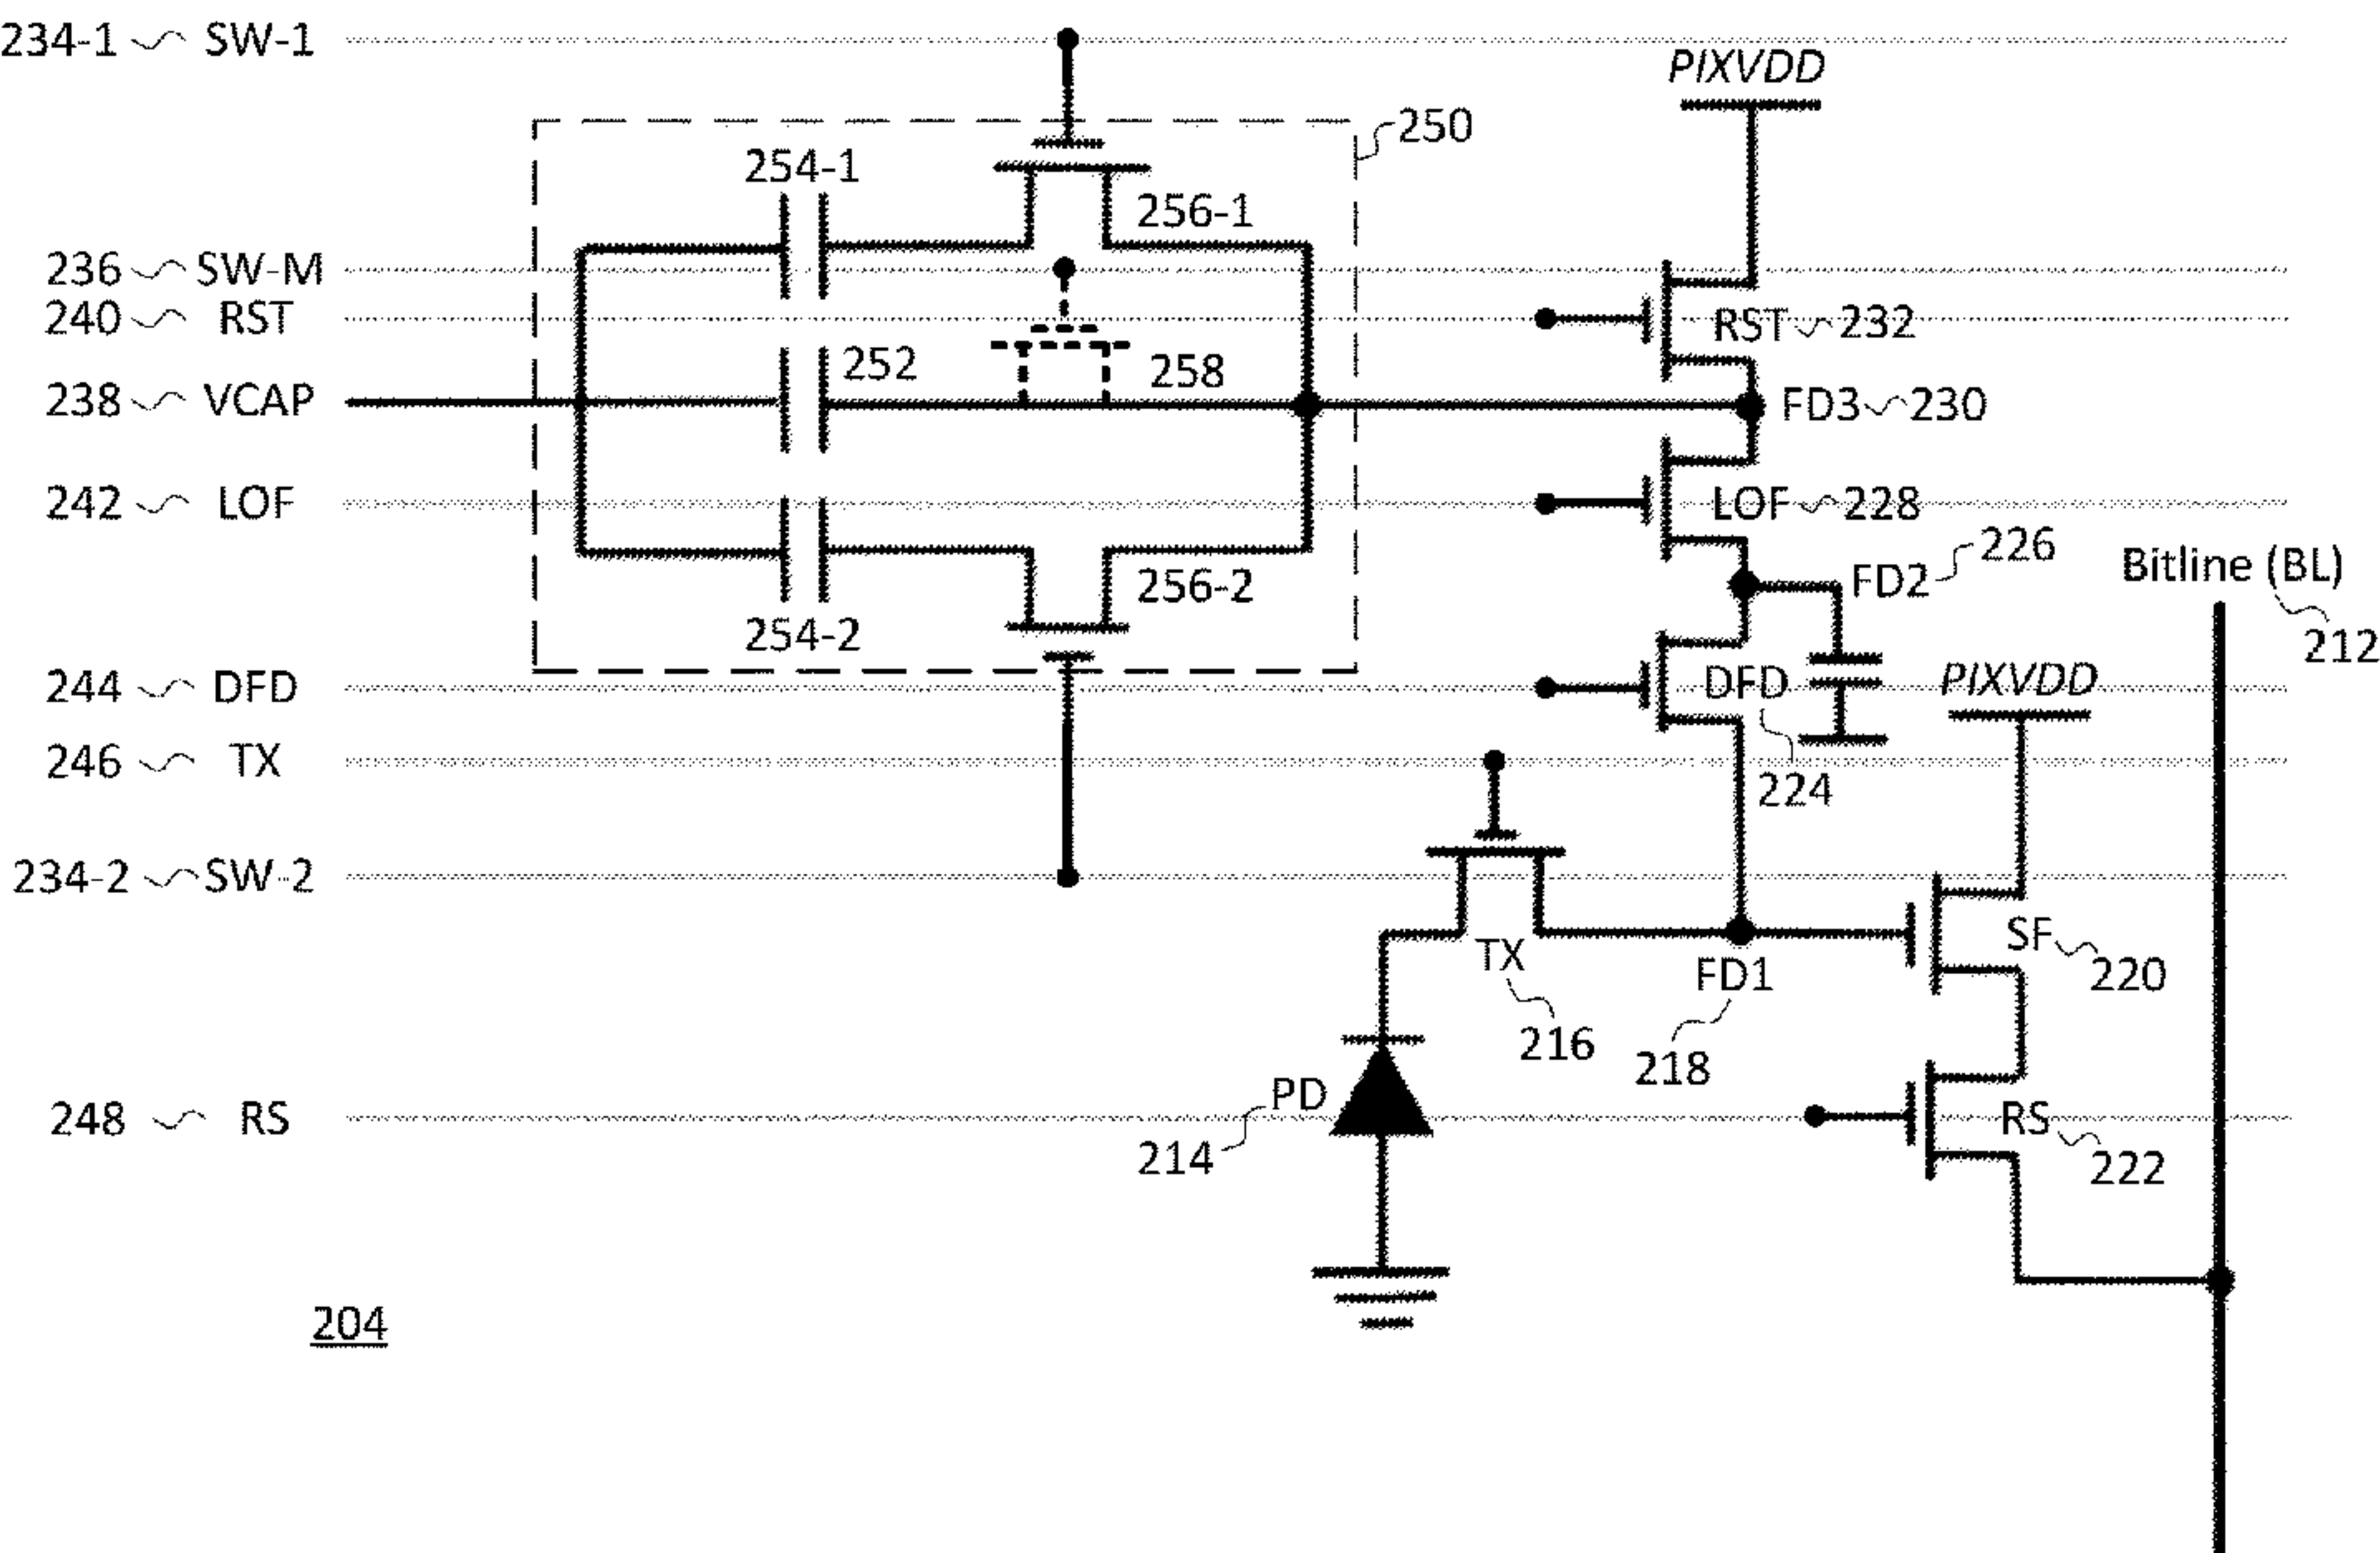 234-1 SW-1
PIXVDD
250
254-1
256-1
236 SW-M
240 RST
RST 232
252
258
238 VCAP
FD3 230
242 LOF
LOF 228
226
FD2
Bitline (BL)
212
256-2
254-2
244 DFD
DFD
PIXVDD
246 TX
224
234-2 SW-2
SF
220
TX
FD1
216
218
PD
248 RS
RS
214
222
204